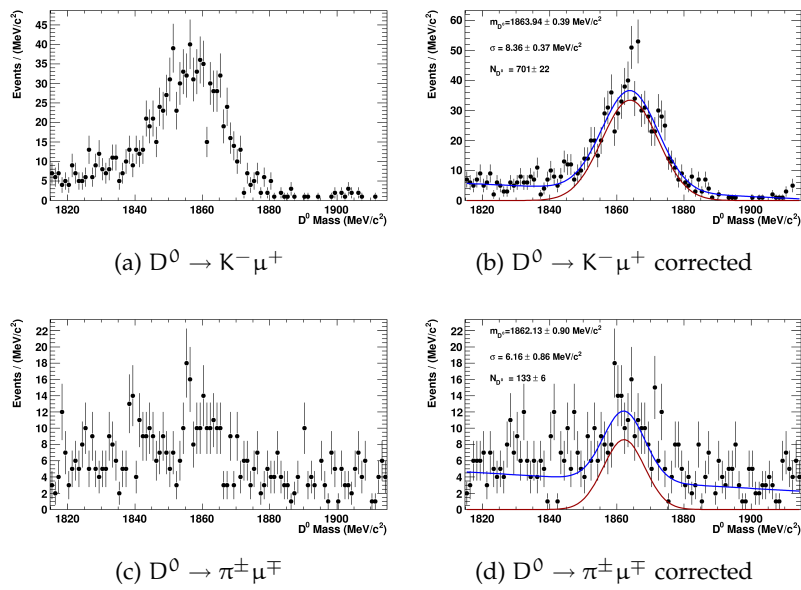 Events / (MeV/c²)
45
40
35
30
25
20
15
10
5
0
1820 1840 1860 1880 1900
D⁰ Mass (MeV/c²)
(a) D⁰ → K⁻μ⁺
Events / (MeV/c²)
60
50
40
30
20
10
0
m_D⁰ = 1863.94 ± 0.39 MeV/c²
σ = 8.36 ± 0.37 MeV/c²
N_D⁰ = 701 ± 22
1820 1840 1860 1880 1900
D⁰ Mass (MeV/c²)
(b) D⁰ → K⁻μ⁺ corrected
Events / (MeV/c²)
22
20
18
16
14
12
10
8
6
4
2
0
1820 1840 1860 1880 1900
D⁰ Mass (MeV/c²)
(c) D⁰ → π±μ∓
Events / (MeV/c²)
22
20
18
16
14
12
10
8
6
4
2
0
m_D⁰ = 1862.13 ± 0.90 MeV/c²
σ = 6.16 ± 0.86 MeV/c²
N_D⁰ = 133 ± 6
1820 1840 1860 1880 1900
D⁰ Mass (MeV/c²)
(d) D⁰ → π±μ∓ corrected